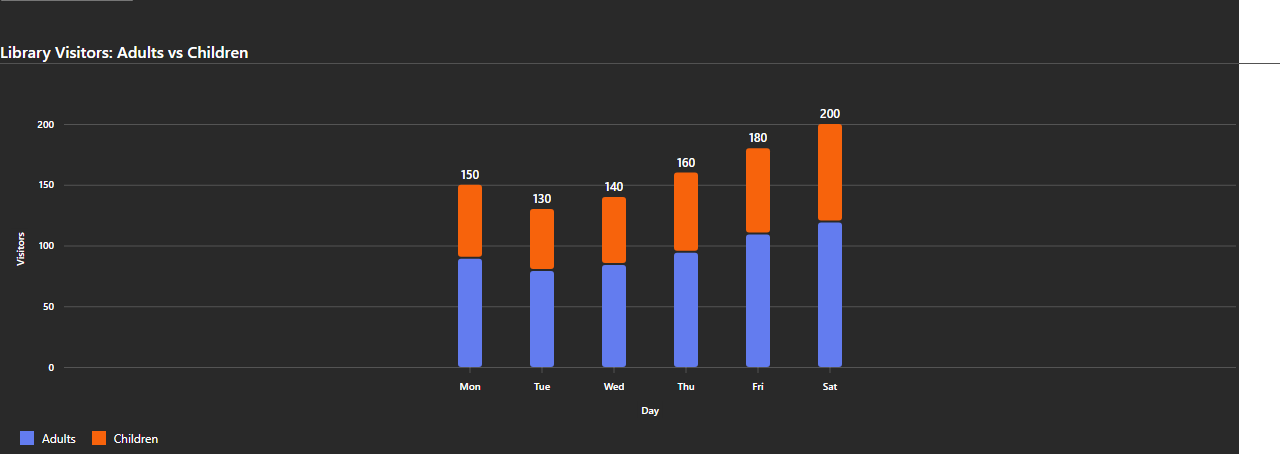 Library Visitors: Adults vs Children
200
150
100
50
0
Visitors
150
130
140
160
180
200
Mon Tue Wed Thu Fri Sat
Day
Adults Children